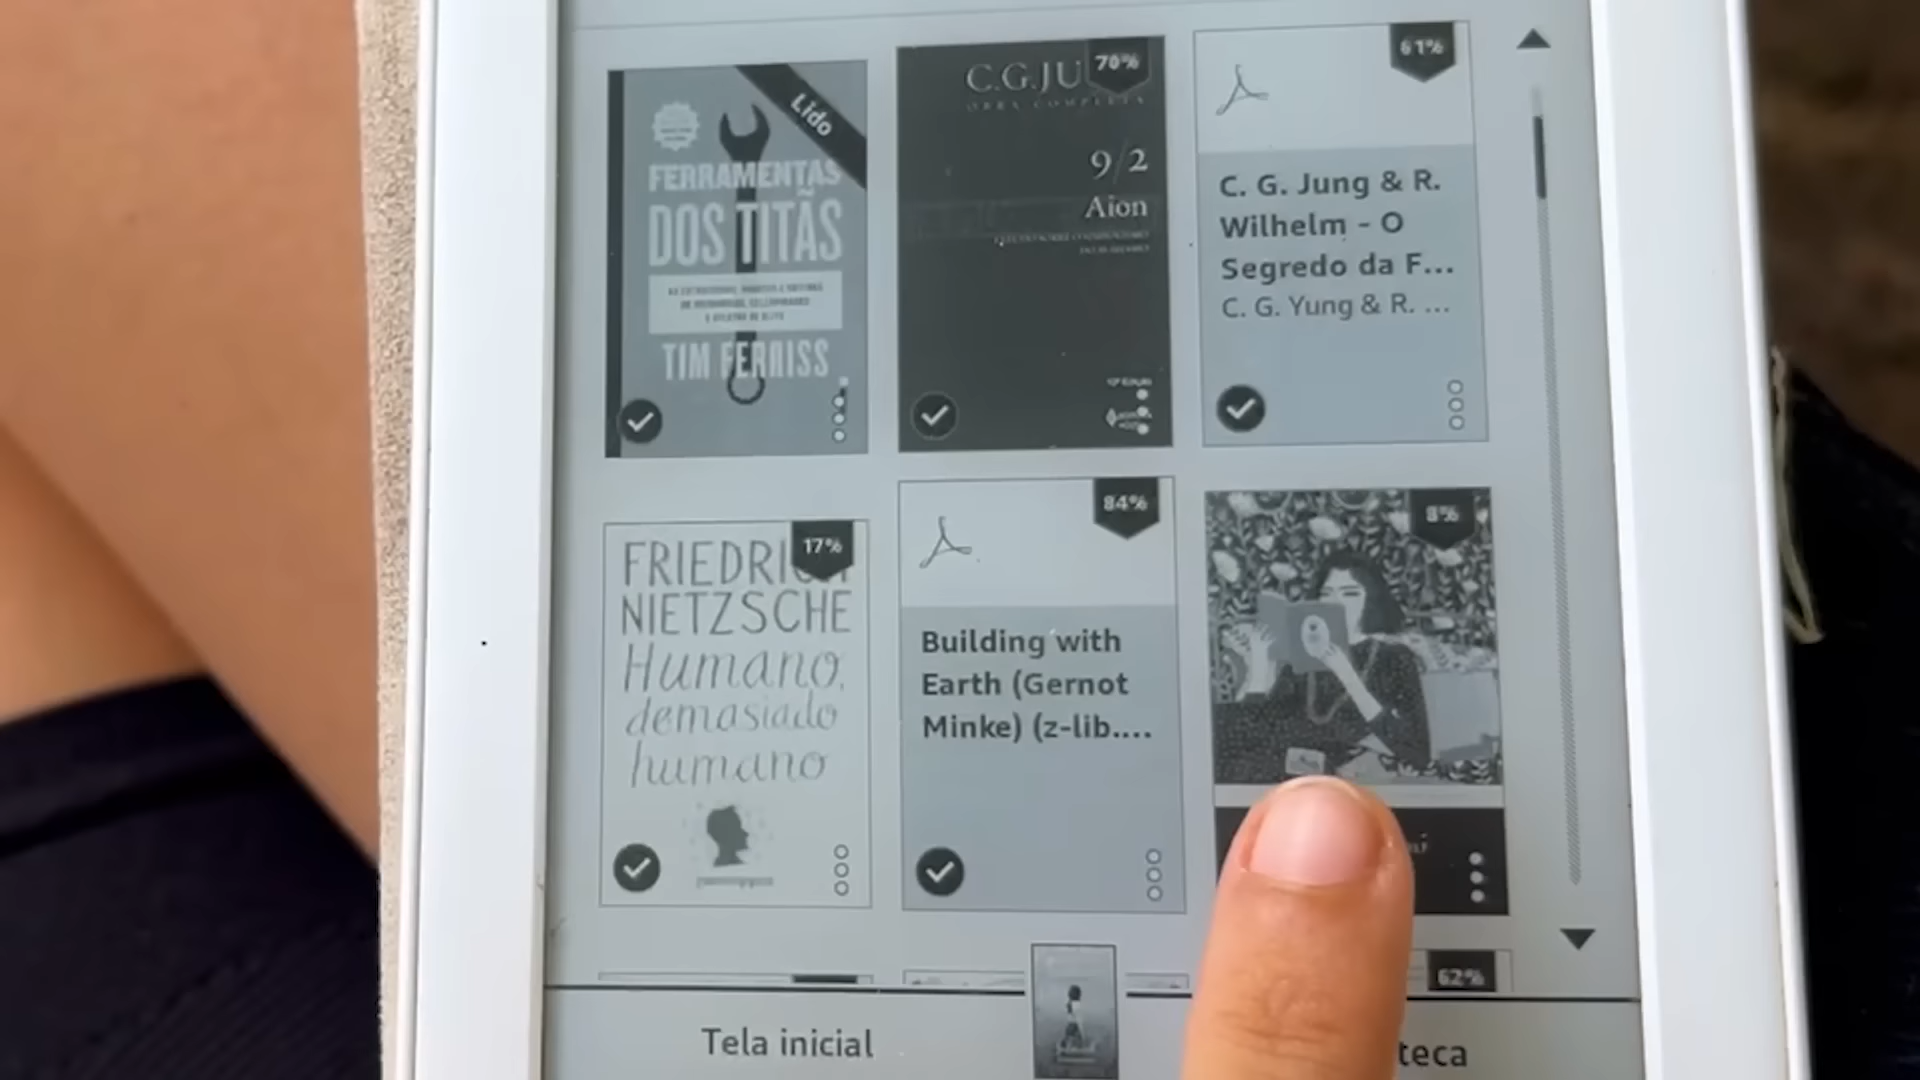 Lido
FERRAMENTAS
DOS TITÃS
TIM FERRISS
70%
C.G.JU
OBRA COMPLETA
9/2
Aion
61%
C. G. Jung & R.
Wilhelm - O
Segredo da F...
C. G. Yung & R. ...
17%
FRIEDRICH
NIETZSCHE
Humano,
demasiado
humano
84%
Building with
Earth (Gernot
Minke) (z-lib....
8%
62%
Tela inicial
teca